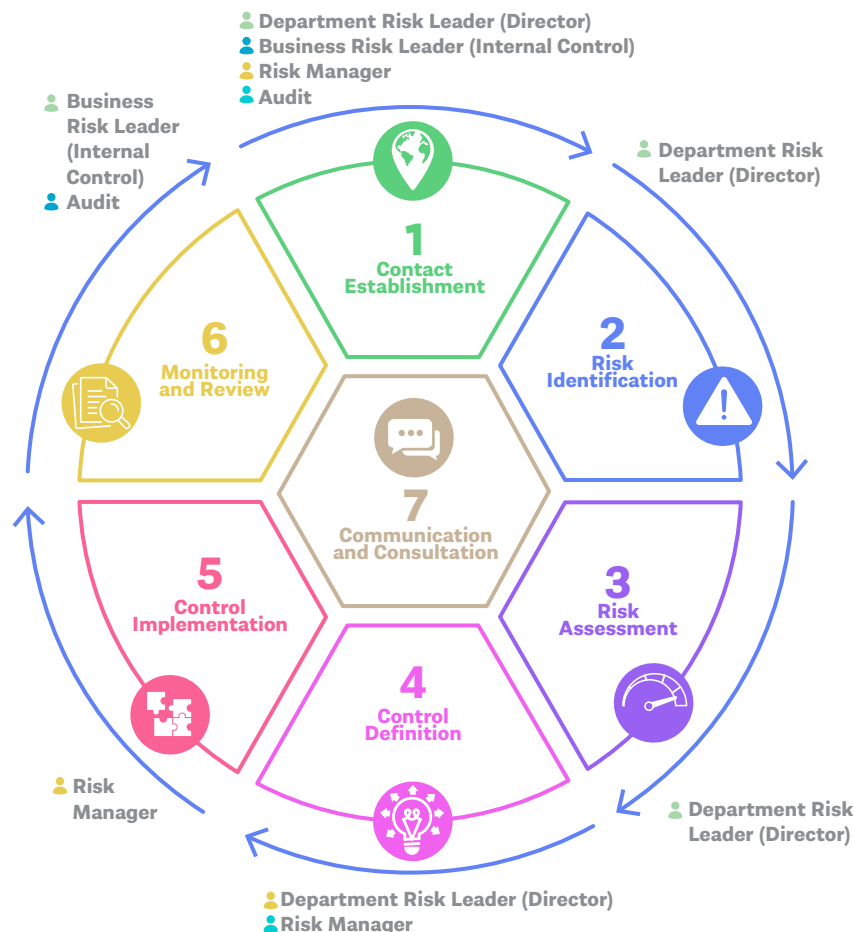 Department Risk Leader (Director)
Business Risk Leader (Internal Control)
Risk Manager
Audit
Business
Risk Leader
(Internal
Control)
Audit
Department Risk
Leader (Director)
1
Contact
Establishment
2
Risk
Identification
6
Monitoring
and Review
7
Communication
and Consultation
5
Control
Implementation
3
Risk
Assessment
4
Control
Definition
Risk
Manager
Department Risk
Leader (Director)
Department Risk Leader (Director)
Risk Manager